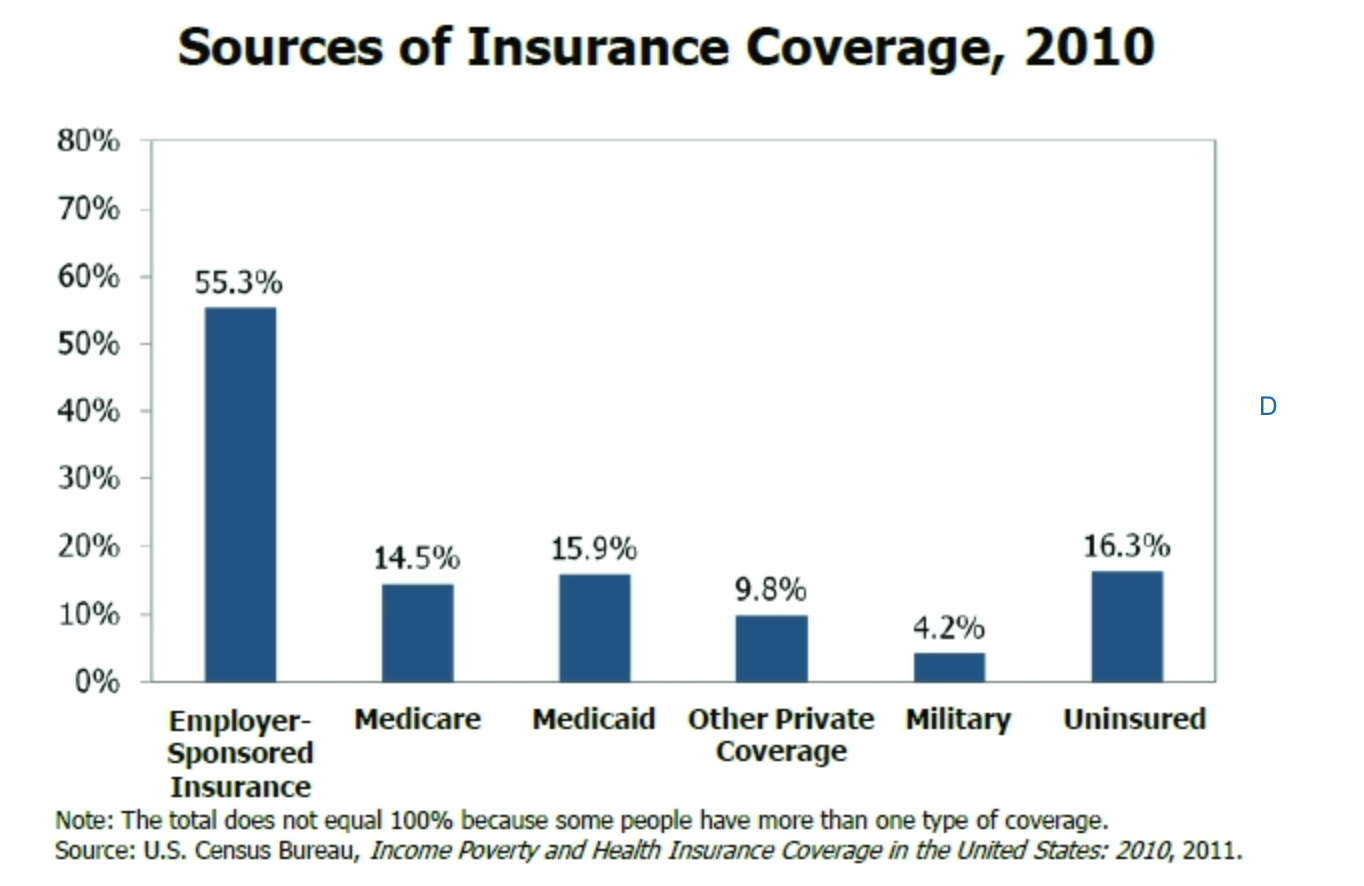 Sources of Insurance Coverage, 2010
80%
70%
60%
50%
40%
30%
20%
10%
0%
55.3%
14.5%
15.9%
9.8%
4.2%
16.3%
D
Employer-
Sponsored
Insurance
Medicare
Medicaid
Other Private
Coverage
Military
Uninsured
Note: The total does not equal 100% because some people have more than one type of coverage.
Source: U.S. Census Bureau, Income Poverty and Health Insurance Coverage in the United States: 2010, 2011.